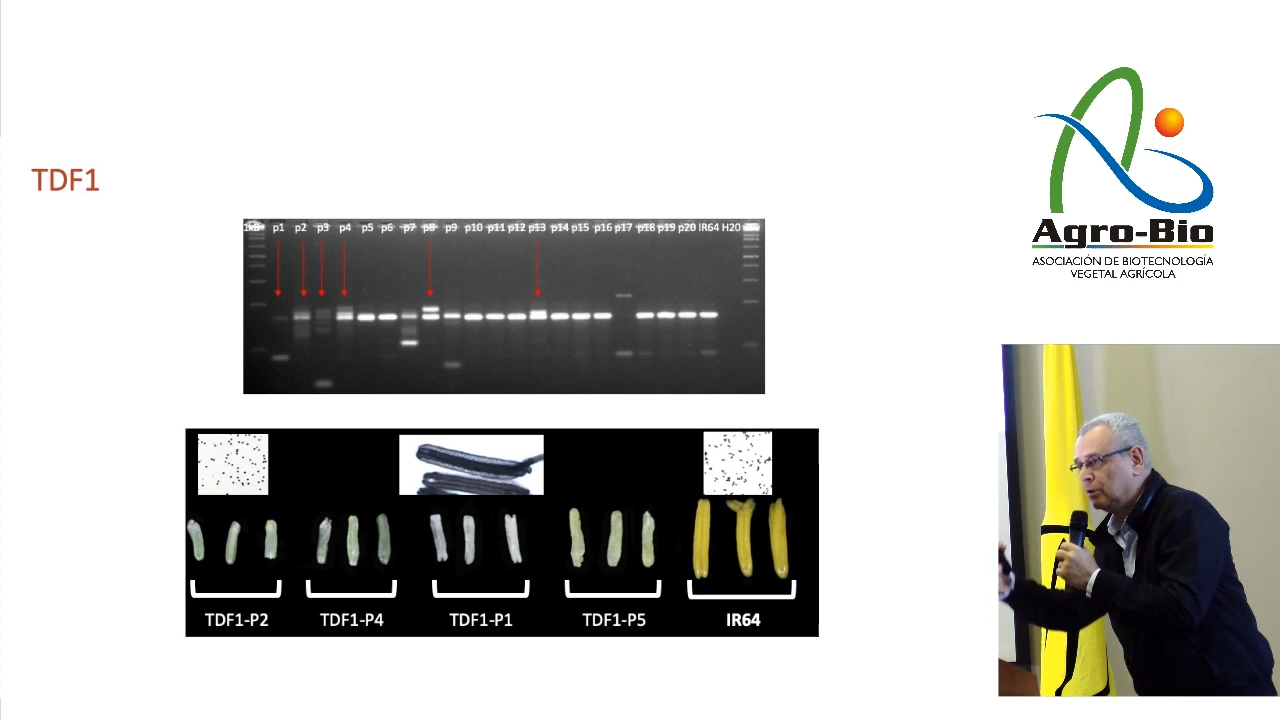 TDF1
1kB p1 p2 p3 p4 p5 p6 p7 p8 p9 p10 p11 p12 p13 p14 p15 p16 p17 p18 p19 p20 IR64 H20
TDF1-P2 TDF1-P4 TDF1-P1 TDF1-P5 IR64
Agro-Bio
ASOCIACIÓN DE BIOTECNOLOGÍA
VEGETAL AGRÍCOLA